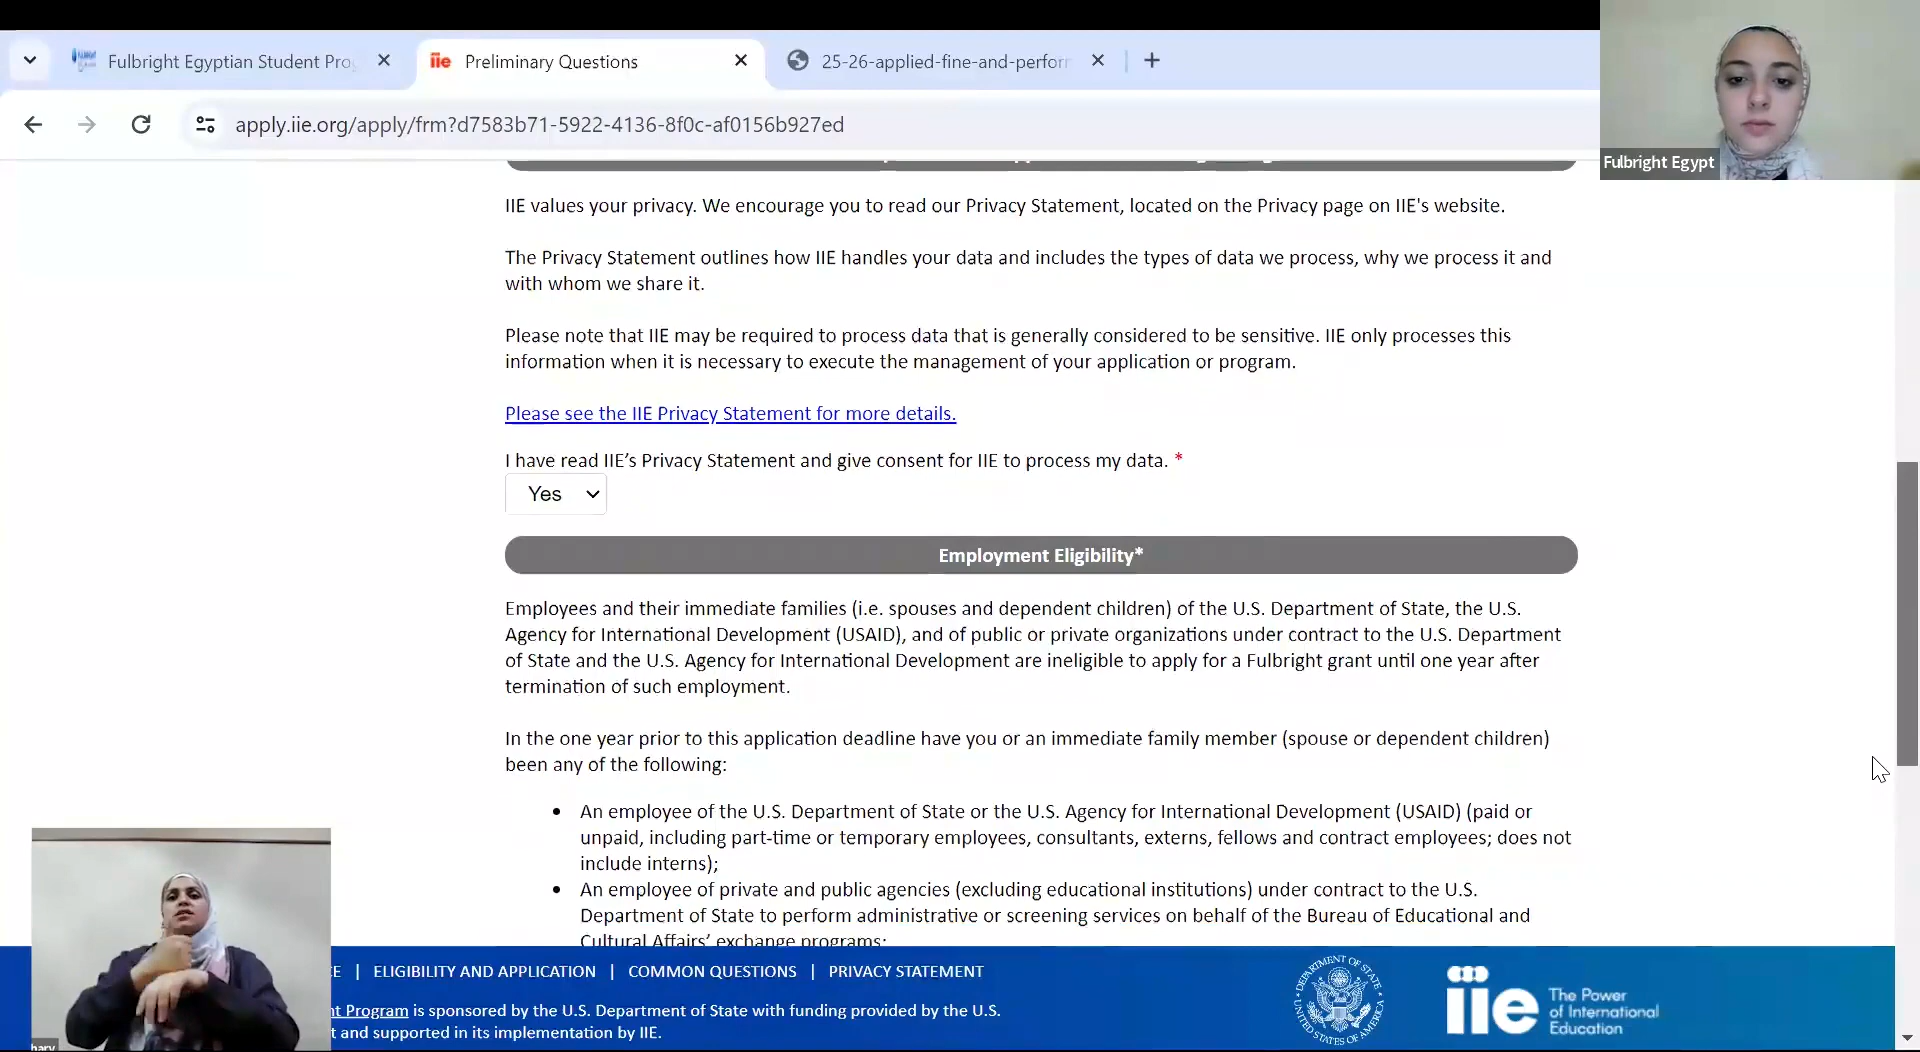 Fulbright Egyptian Student Pro
iie Preliminary Questions
25-26-applied-fine-and-perforr
apply.iie.org/apply/frm?d7583b71-5922-4136-8f0c-af0156b927ed
Fulbright Egypt
IIE values your privacy. We encourage you to read our Privacy Statement, located on the Privacy page on IIE's website.
The Privacy Statement outlines how IIE handles your data and includes the types of data we process, why we process it and
with whom we share it.
Please note that IIE may be required to process data that is generally considered to be sensitive. IIE only processes this
information when it is necessary to execute the management of your application or program.
Please see the IIE Privacy Statement for more details.
I have read IIE’s Privacy Statement and give consent for IIE to process my data. *
Yes
Employment Eligibility*
Employees and their immediate families (i.e. spouses and dependent children) of the U.S. Department of State, the U.S.
Agency for International Development (USAID), and of public or private organizations under contract to the U.S. Department
of State and the U.S. Agency for International Development are ineligible to apply for a Fulbright grant until one year after
termination of such employment.
In the one year prior to this application deadline have you or an immediate family member (spouse or dependent children)
been any of the following:
• An employee of the U.S. Department of State or the U.S. Agency for International Development (USAID) (paid or
unpaid, including part-time or temporary employees, consultants, externs, fellows and contract employees; does not
include interns);
• An employee of private and public agencies (excluding educational institutions) under contract to the U.S.
Department of State to perform administrative or screening services on behalf of the Bureau of Educational and
Cultural Affairs’ exchange programs;
CE | ELIGIBILITY AND APPLICATION | COMMON QUESTIONS | PRIVACY STATEMENT
nt Program is sponsored by the U.S. Department of State with funding provided by the U.S.
t and supported in its implementation by IIE.
DEPARTMENT OF STATE
UNITED STATES OF AMERICA
iie
The Power
of International
Education